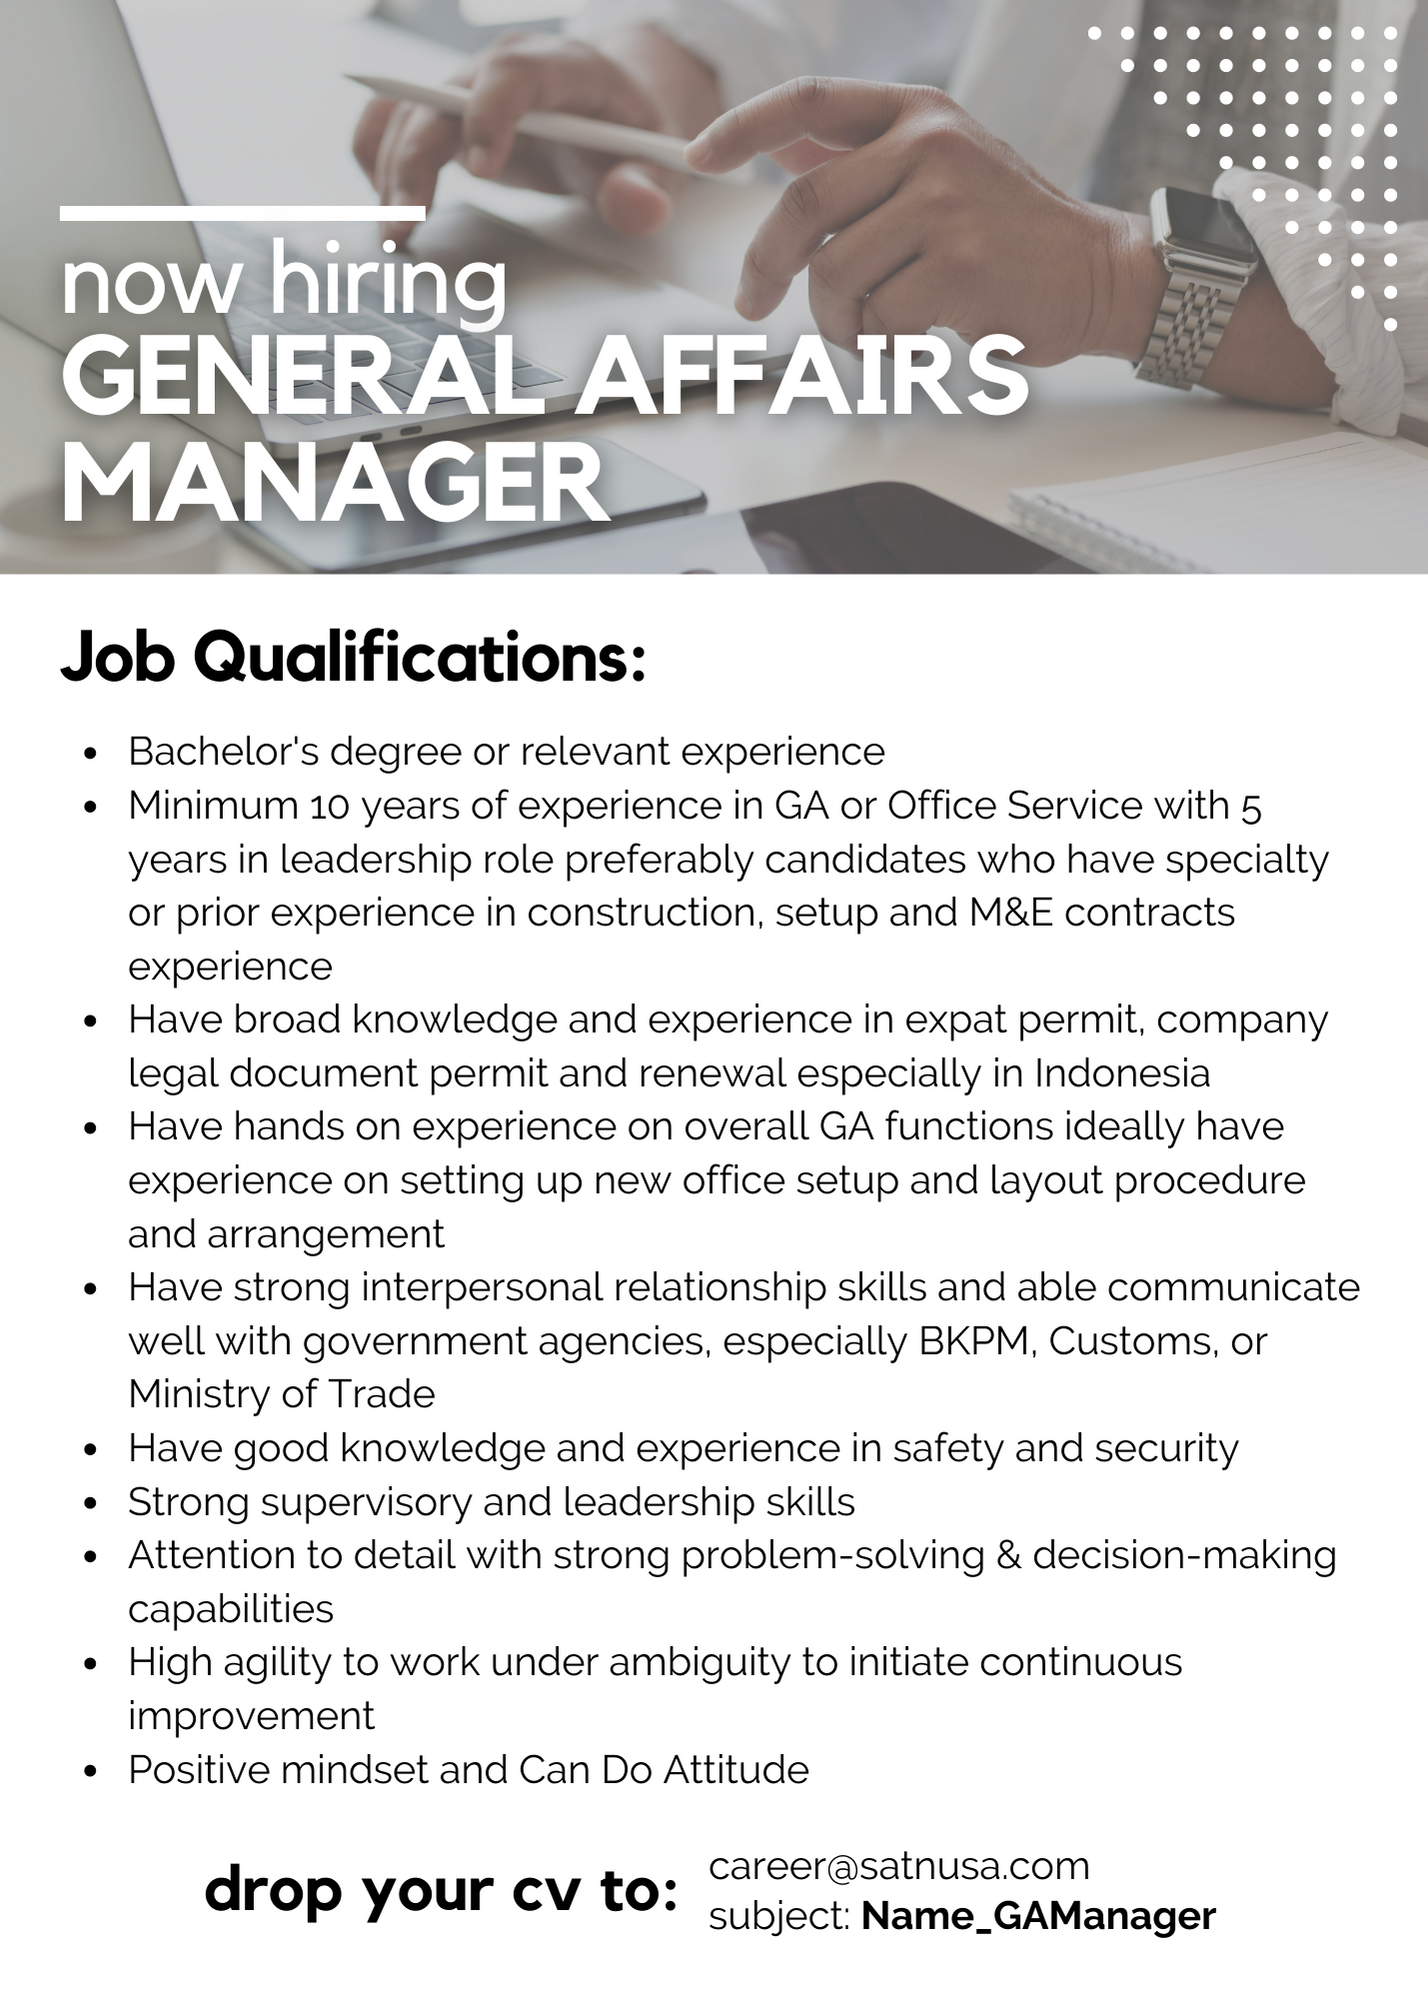 now hiring
GENERAL AFFAIRS
MANAGER
Job Qualifications:
• Bachelor's degree or relevant experience
• Minimum 10 years of experience in GA or Office Service with 5
years in leadership role preferably candidates who have specialty
or prior experience in construction, setup and M&E contracts
experience
• Have broad knowledge and experience in expat permit, company
legal document permit and renewal especially in Indonesia
• Have hands on experience on overall GA functions ideally have
experience on setting up new office setup and layout procedure
and arrangement
• Have strong interpersonal relationship skills and able communicate
well with government agencies, especially BKPM, Customs, or
Ministry of Trade
• Have good knowledge and experience in safety and security
• Strong supervisory and leadership skills
• Attention to detail with strong problem-solving & decision-making
capabilities
• High agility to work under ambiguity to initiate continuous
improvement
• Positive mindset and Can Do Attitude
drop your cv to:
career@satnusa.com
subject: Name_GAManager